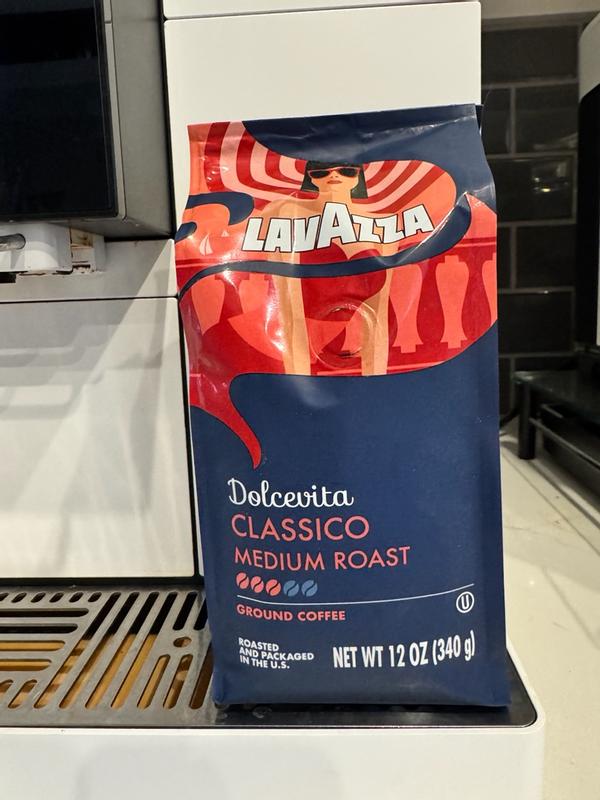 LAVAZZA
Dolcevita
CLASSICO
MEDIUM ROAST
GROUND COFFEE
U
ROASTED
AND PACKAGED
IN THE U.S.
NET WT 12 OZ (340 g)